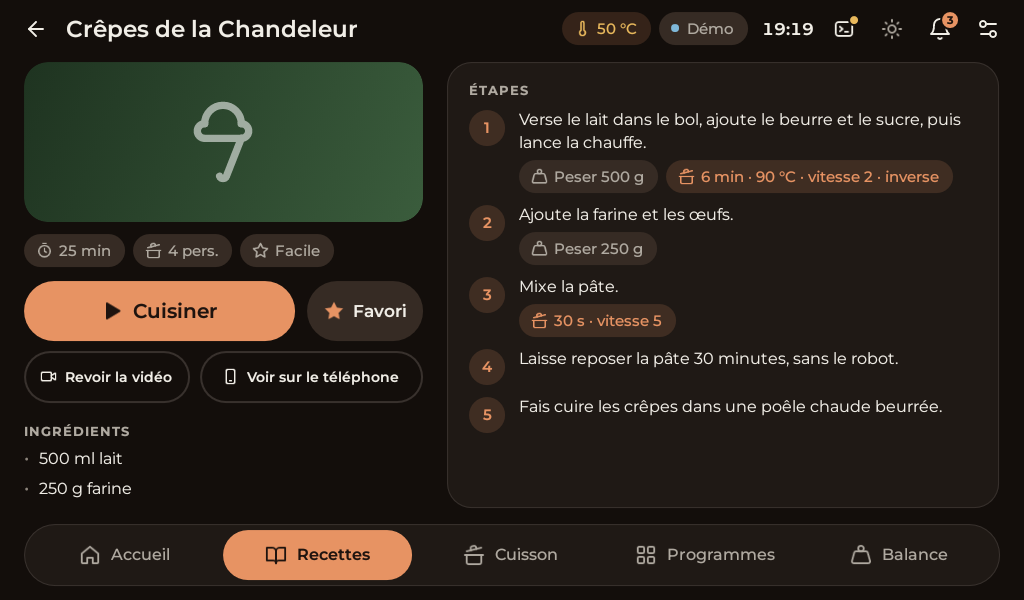 Crêpes de la Chandeleur
50 °C
Démo
19:19
3
25 min
4 pers.
Facile
Cuisiner
Favori
Revoir la vidéo
Voir sur le téléphone
INGRÉDIENTS
· 500 ml lait
· 250 g farine
ÉTAPES
1
Verse le lait dans le bol, ajoute le beurre et le sucre, puis
lance la chauffe.
Peser 500 g
6 min · 90 °C · vitesse 2 · inverse
2
Ajoute la farine et les œufs.
Peser 250 g
3
Mixe la pâte.
30 s · vitesse 5
4
Laisse reposer la pâte 30 minutes, sans le robot.
5
Fais cuire les crêpes dans une poêle chaude beurrée.
Accueil
Recettes
Cuisson
Programmes
Balance